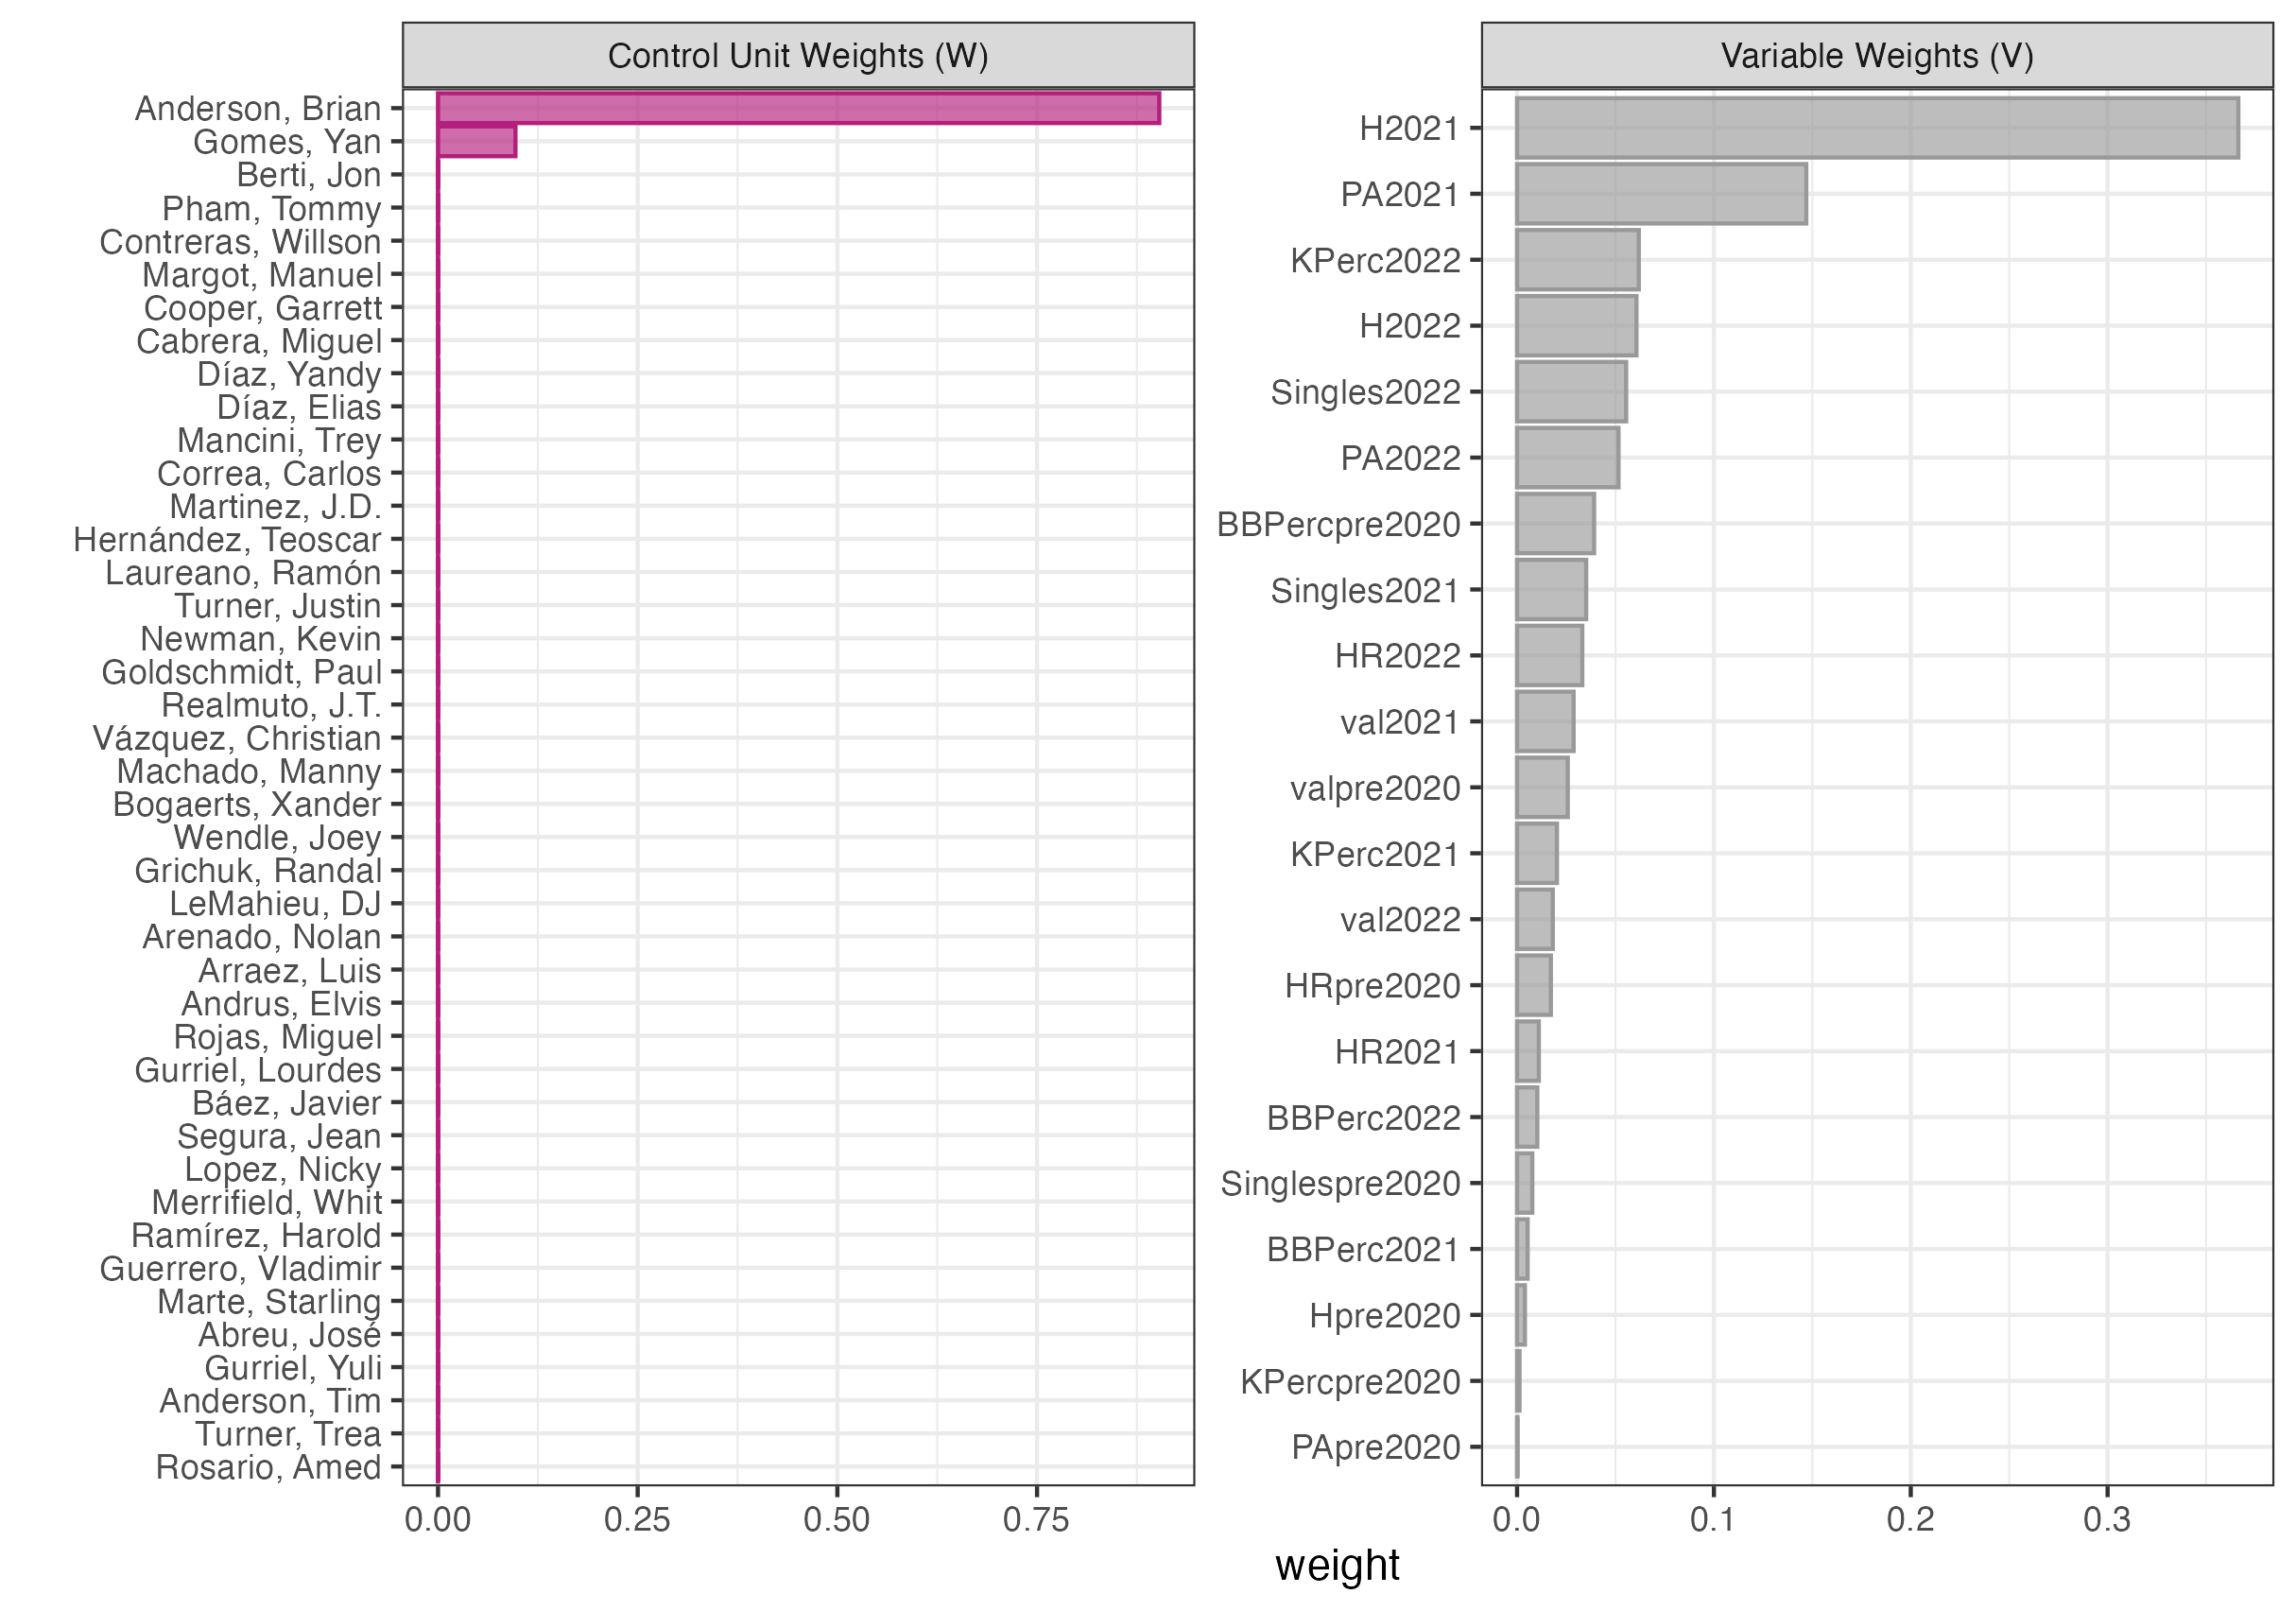 Control Unit Weights (W)
Anderson, Brian
Gomes, Yan
Berti, Jon
Pham, Tommy
Contreras, Willson
Margot, Manuel
Cooper, Garrett
Cabrera, Miguel
Díaz, Yandy
Díaz, Elias
Mancini, Trey
Correa, Carlos
Martinez, J.D.
Hernández, Teoscar
Laureano, Ramón
Turner, Justin
Newman, Kevin
Goldschmidt, Paul
Realmuto, J.T.
Vázquez, Christian
Machado, Manny
Bogaerts, Xander
Wendle, Joey
Grichuk, Randal
LeMahieu, DJ
Arenado, Nolan
Arraez, Luis
Andrus, Elvis
Rojas, Miguel
Gurriel, Lourdes
Báez, Javier
Segura, Jean
Lopez, Nicky
Merrifield, Whit
Ramírez, Harold
Guerrero, Vladimir
Marte, Starling
Abreu, José
Gurriel, Yuli
Anderson, Tim
Turner, Trea
Rosario, Amed
0.00 0.25 0.50 0.75
Variable Weights (V)
H2021
PA2021
KPerc2022
H2022
Singles2022
PA2022
BBPercpre2020
Singles2021
HR2022
val2021
valpre2020
KPerc2021
val2022
HRpre2020
HR2021
BBPerc2022
Singlespre2020
BBPerc2021
Hpre2020
KPercpre2020
PApre2020
0.0 0.1 0.2 0.3
weight